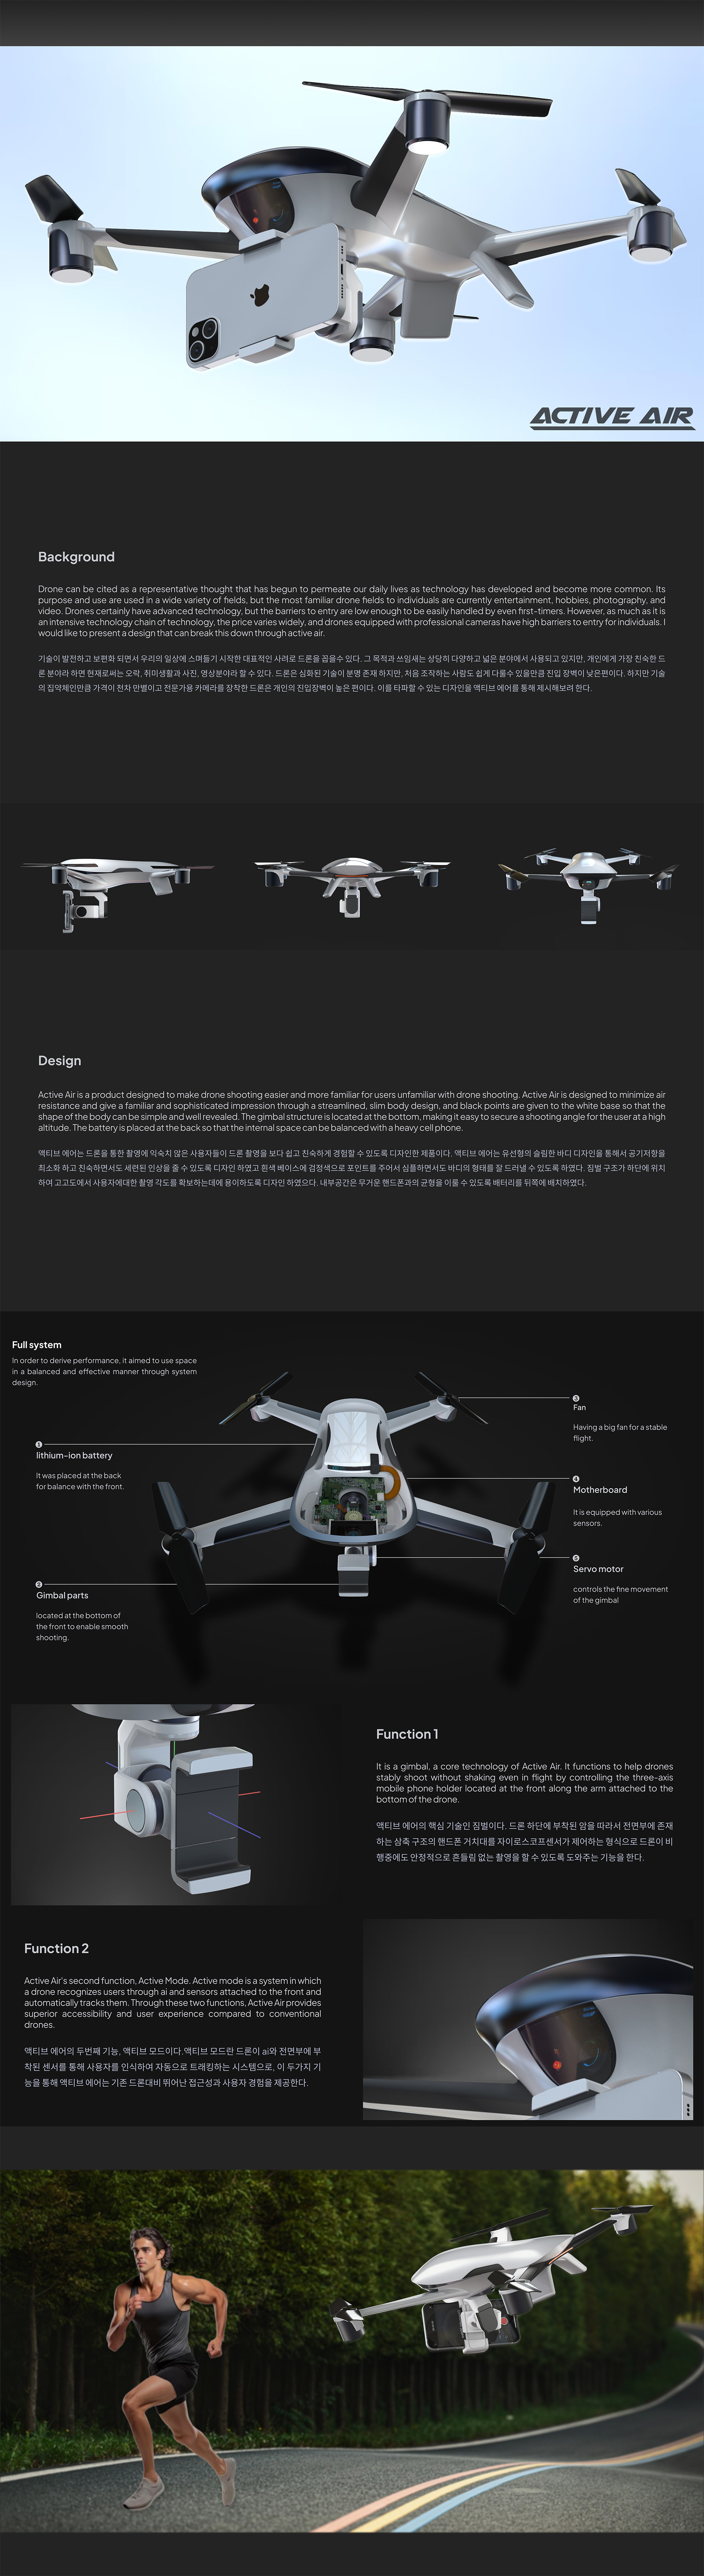 ACTIVE AIR
Background
Drone can be cited as a representative thought that has begun to permeate our daily lives as technology has developed and become more common. Its
purpose and use are used in a wide variety of fields, but the most familiar drone fields to individuals are currently entertainment, hobbies, photography, and
video. Drones certainly have advanced technology, but the barriers to entry are low enough to be easily handled by even first-timers. However, as much as it is
an intensive technology chain of technology, the price varies widely, and drones equipped with professional cameras have high barriers to entry for individuals. I
would like to present a design that can break this down through active air.
기술이 발전하고 보편화 되면서 우리의 일상에 스며들기 시작한 대표적인 사려로 드론을 꼽을수 있다. 그 목적과 쓰임새는 상당히 다양하고 넓은 분야에서 사용되고 있지만, 개인에게 가장 친숙한 드
론 분야라 하면 현재로써는 오락, 취미생활과 사진, 영상분야라 할 수 있다. 드론은 심화된 기술이 분명 존재 하지만, 처음 조작하는 사람도 쉽게 다룰수 있을만큼 진입 장벽이 낮은편이다. 하지만 기술
의 집약체인만큼 가격이 천차 만별이고 전문가용 카메라를 장착한 드론은 개인의 진입장벽이 높은 편이다. 이를 타파할 수 있는 디자인을 액티브 에어를 통해 제시해보려 한다.
Design
Active Air is a product designed to make drone shooting easier and more familiar for users unfamiliar with drone shooting. Active Air is designed to minimize air
resistance and give a familiar and sophisticated impression through a streamlined, slim body design, and black points are given to the white base so that the
shape of the body can be simple and well revealed. The gimbal structure is located at the bottom, making it easy to secure a shooting angle for the user at a high
altitude. The battery is placed at the back so that the internal space can be balanced with a heavy cell phone.
액티브 에어는 드론을 통한 촬영에 익숙치 않은 사용자들이 드론 촬영을 보다 쉽고 친숙하게 경험할 수 있도록 디자인한 제품이다. 액티브 에어는 유선형의 슬림한 바디 디자인을 통해서 공기저항을
최소화 하고 친숙하면서도 세련된 인상을 줄 수 있도록 디자인 하였고 흰색 베이스에 검정색으로 포인트를 주어서 심플하면서도 바디의 형태를 잘 드러낼 수 있도록 하였다. 짐벌 구조가 하단에 위치
하여 고고도에서 사용자에대한 촬영 각도를 확보하는데에 용이하도록 디자인 하였으다. 내부공간은 무거운 핸드폰과의 균형을 이룰 수 있도록 배터리를 뒤쪽에 배치하였다.
Full system
In order to derive performance, it aimed to use space
in a balanced and effective manner through system
design.
1
lithium-ion battery
It was placed at the back
for balance with the front.
2
Gimbal parts
located at the bottom of
the front to enable smooth
shooting.
3
Fan
Having a big fan for a stable
flight.
4
Motherboard
It is equipped with various
sensors.
5
Servo motor
controls the fine movement
of the gimbal
Function 1
It is a gimbal, a core technology of Active Air. It functions to help drones
stably shoot without shaking even in flight by controlling the three-axis
mobile phone holder located at the front along the arm attached to the
bottom of the drone.
액티브 에어의 핵심 기술인 짐벌이다. 드론 하단에 부착된 암을 따라서 전면부에 존재
하는 삼축 구조의 핸드폰 거치대를 자이로스코프센서가 제어하는 형식으로 드론이 비
행중에도 안정적으로 흔들림 없는 촬영을 할 수 있도록 도와주는 기능을 한다.
Function 2
Active Air's second function, Active Mode. Active mode is a system in which
a drone recognizes users through ai and sensors attached to the front and
automatically tracks them. Through these two functions, Active Air provides
superior accessibility and user experience compared to conventional
drones.
액티브 에어의 두번째 기능, 액티브 모드이다.액티브 모드란 드론이 ai와 전면부에 부
착된 센서를 통해 사용자를 인식하여 자동으로 트래킹하는 시스템으로, 이 두가지 기
능을 통해 액티브 에어는 기존 드론대비 뛰어난 접근성과 사용자 경험을 제공한다.